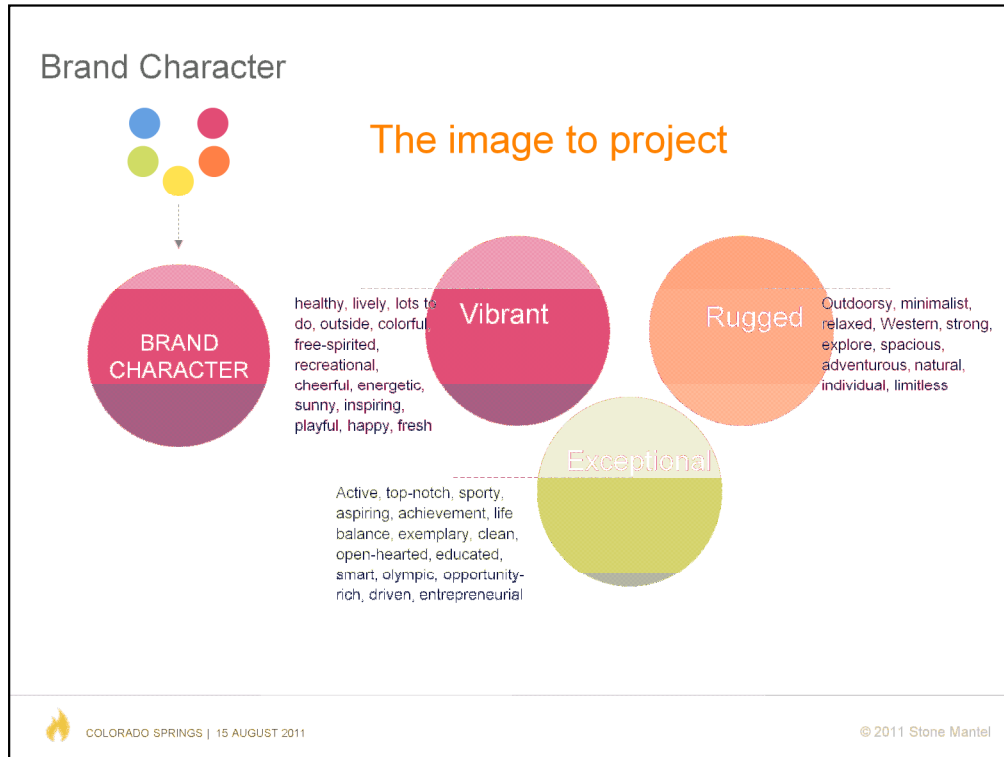 Brand Character
The image to project
BRAND
CHARACTER
healthy, lively, lots to
do, outside, colorful,
free-spirited,
recreational,
cheerful, energetic,
sunny, inspiring,
playful, happy, fresh
Vibrant
Rugged
Outdoorsy, minimalist,
relaxed, Western, strong,
explore, spacious,
adventurous, natural,
individual, limitless
Exceptional
Active, top-notch, sporty,
aspiring, achievement, life
balance, exemplary, clean,
open-hearted, educated,
smart, olympic, opportunity-
rich, driven, entrepreneurial
COLORADO SPRINGS | 15 AUGUST 2011
© 2011 Stone Mantel